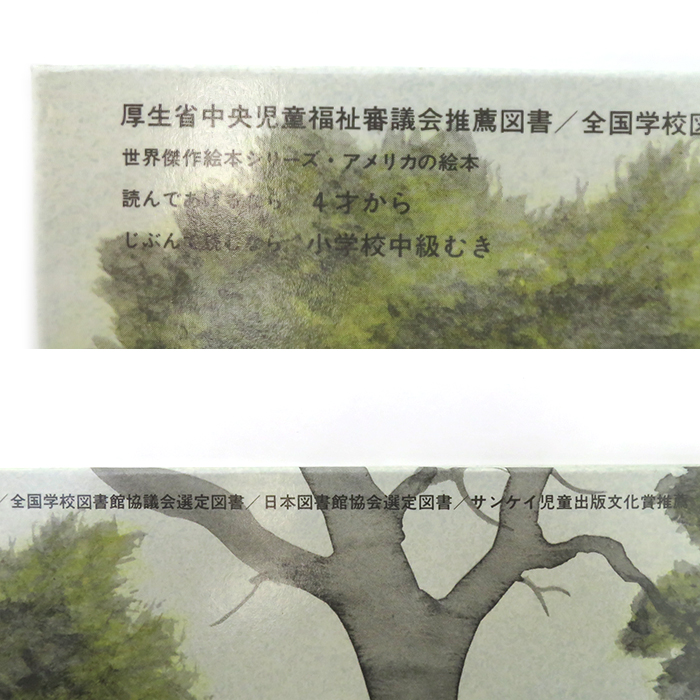 厚生省中央児童福祉審議会推薦図書／全国学校図
世界傑作絵本シリーズ・アメリカの絵本
読んであげるなら 4才から
じぶんで読むなら 小学校中級むき
／全国学校図書館協議会選定図書／日本図書館協会選定図書／サンケイ児童出版文化賞推薦